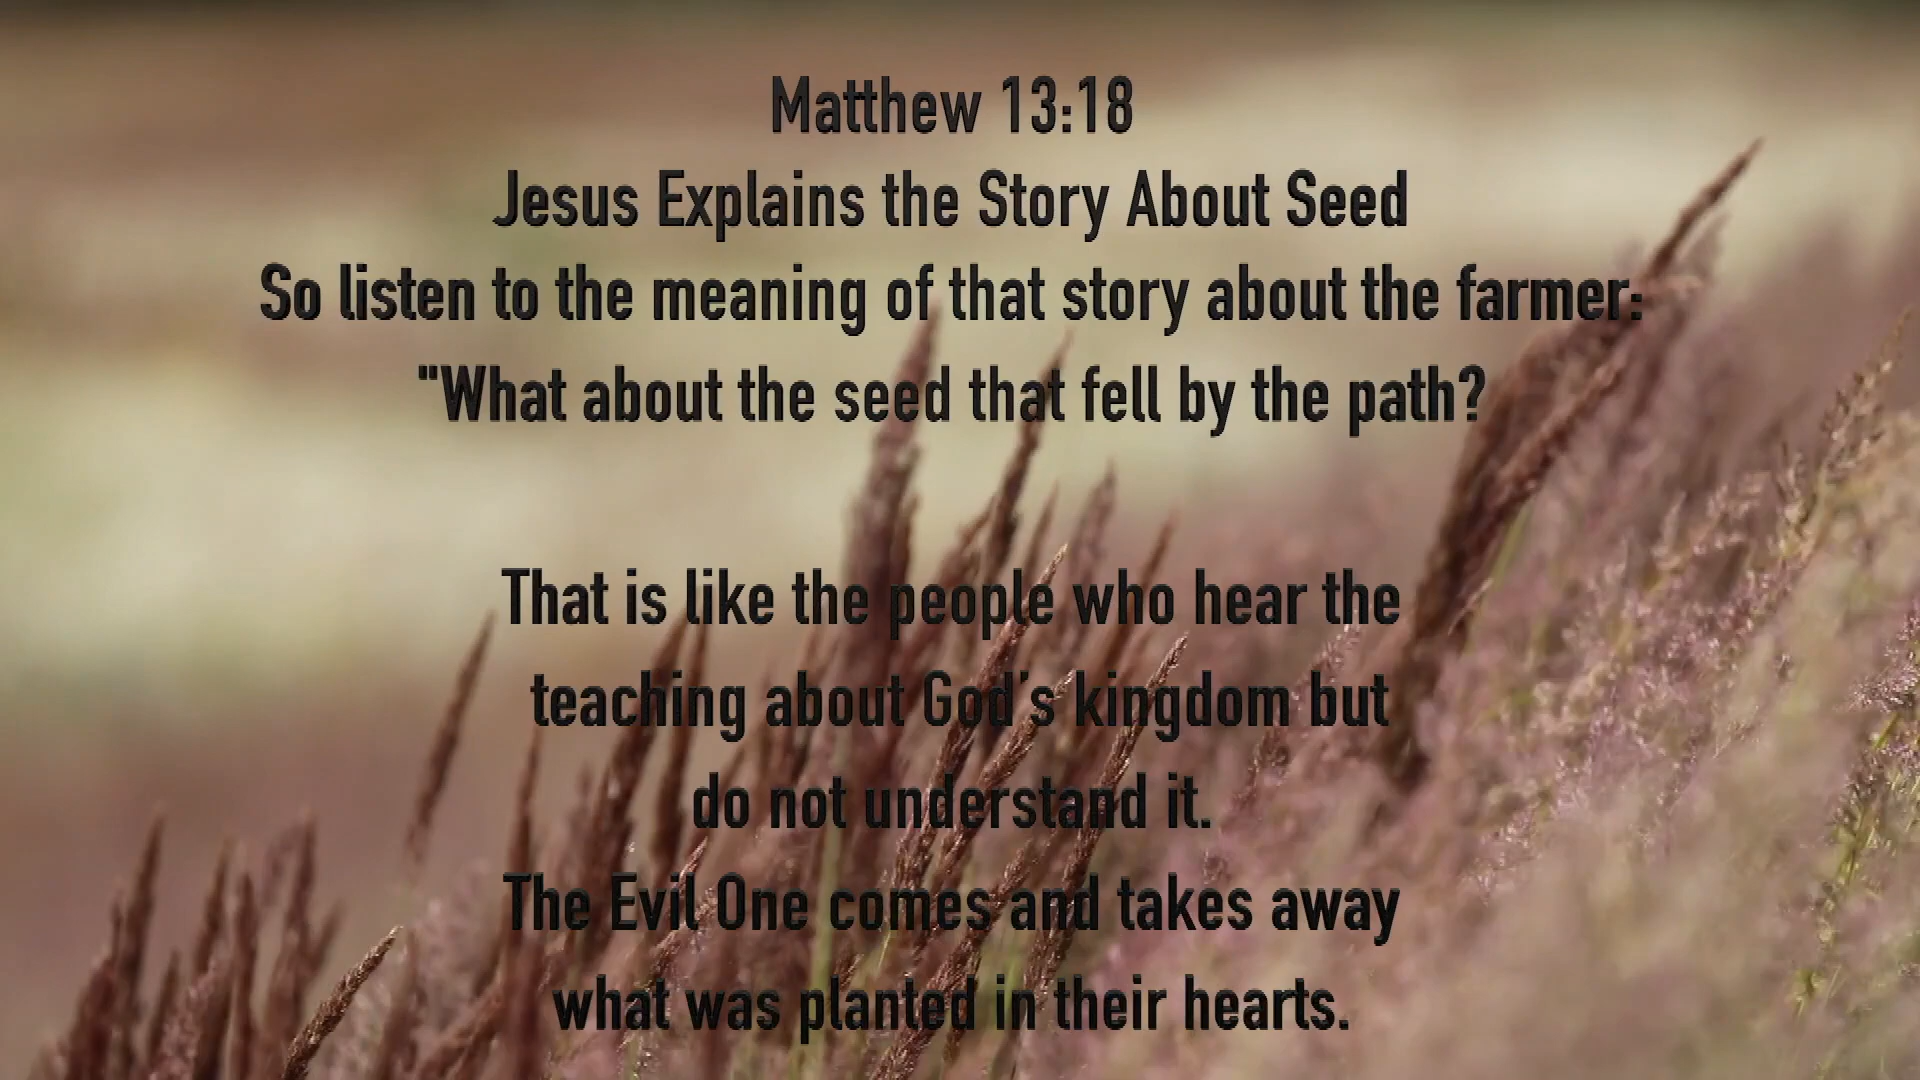 Matthew 13:18
Jesus Explains the Story About Seed
So listen to the meaning of that story about the farmer:
"What about the seed that fell by the path?
That is like the people who hear the
teaching about God's kingdom but
do not understand it.
The Evil One comes and takes away
what was planted in their hearts.